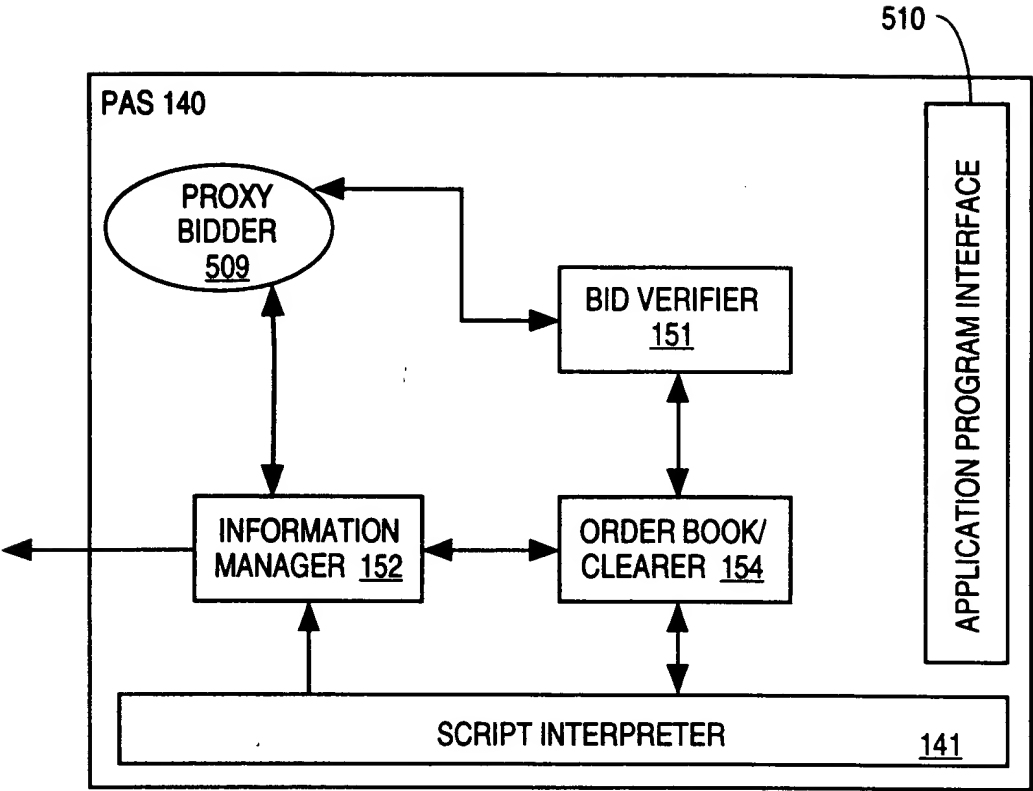 510
PAS 140
PROXY
BIDDER
509
BID VERIFIER
151
APPLICATION PROGRAM INTERFACE
INFORMATION
MANAGER 152
ORDER BOOK/
CLEARER 154
SCRIPT INTERPRETER
141